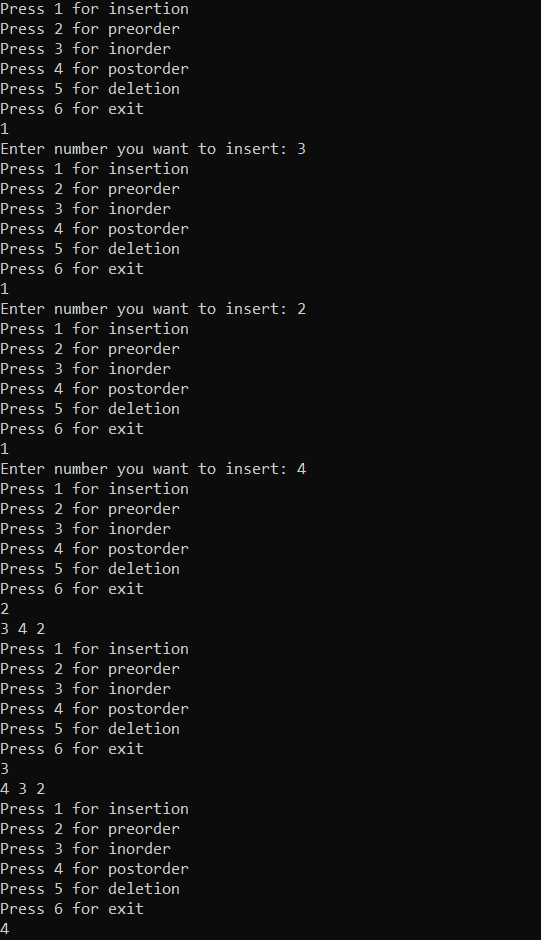 Press 1 for insertion
Press 2 for preorder
Press 3 for inorder
Press 4 for postorder
Press 5 for deletion
Press 6 for exit
1
Enter number you want to insert: 3
Press 1 for insertion
Press 2 for preorder
Press 3 for inorder
Press 4 for postorder
Press 5 for deletion
Press 6 for exit
1
Enter number you want to insert: 2
Press 1 for insertion
Press 2 for preorder
Press 3 for inorder
Press 4 for postorder
Press 5 for deletion
Press 6 for exit
1
Enter number you want to insert: 4
Press 1 for insertion
Press 2 for preorder
Press 3 for inorder
Press 4 for postorder
Press 5 for deletion
Press 6 for exit
2
3 4 2
Press 1 for insertion
Press 2 for preorder
Press 3 for inorder
Press 4 for postorder
Press 5 for deletion
Press 6 for exit
3
4 3 2
Press 1 for insertion
Press 2 for preorder
Press 3 for inorder
Press 4 for postorder
Press 5 for deletion
Press 6 for exit
4